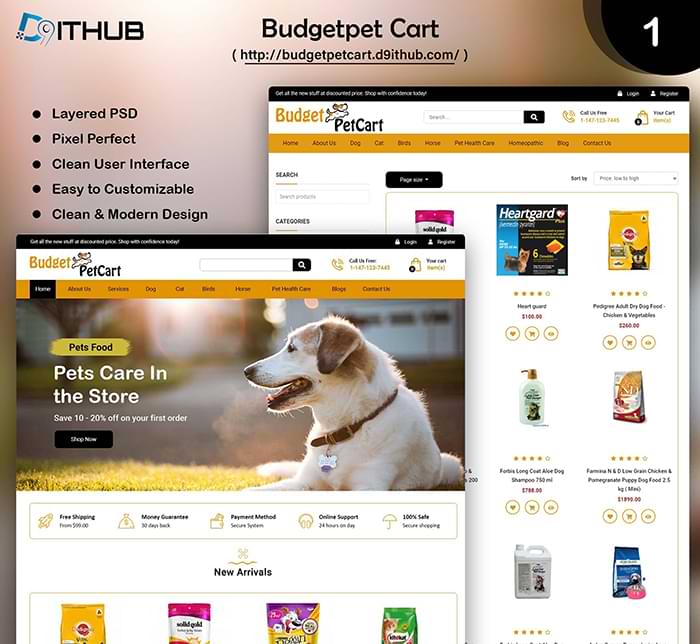 D9ITHUB
Budgetpet Cart
( http://budgetpetcart.d9ithub.com/ )
1
Layered PSD
Pixel Perfect
Clean User Interface
Easy to Customizable
Clean & Modern Design
Get all the new stuff at discounted price. Shop with confidence today!
Login
Register
Budget PetCart
Search...
Call Us Free
1-147-123-7445
Your Cart
Item(s)
Home About Us Dog Cat Birds Horse Pet Health Care Homeopathic Blog Contact Us
SEARCH
Search products
CATEGORIES
Page size
Sort by
Price: low to high
solid gold
Heartgard Plus
6
Pedigree
Heart guard
$100.00
Pedigree Adult Dry Dog Food -
Chicken & Vegetables
$260.00
Forbis Long Coat Aloe Dog
Shampoo 750 ml
$788.00
Farmina N & D Low Grain Chicken &
Pomegranate Puppy Dog Food 2.5
kg ( Mini)
$1890.00
Get all the new stuff at discounted price. Shop with confidence today!
Login
Register
Budget PetCart
Call Us Free:
1-147-123-7445
Your cart
item(s)
Home About Us Services Dog Cat Birds Horse Pet Health Care Blogs Contact Us
Pets Food
Pets Care In
the Store
Save 10 - 20% off on your first order
Shop Now
Free Shipping
From $99.00
Money Guarantee
30 days back
Payment Method
Secure System
Online Support
24 hours on day
100% Safe
Secure shopping
New Arrivals
Pedigree
solid gold